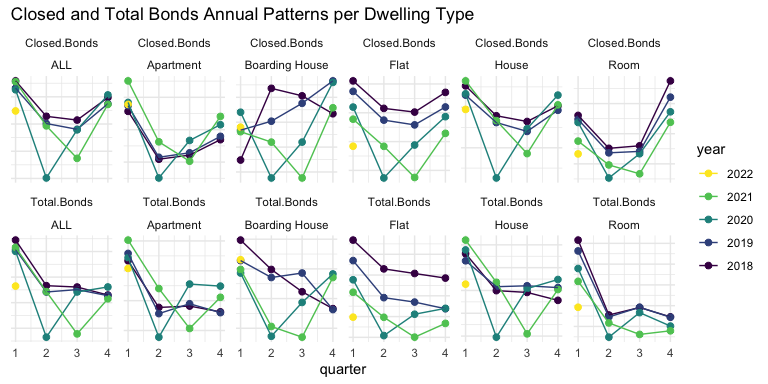 Closed and Total Bonds Annual Patterns per Dwelling Type
Closed.Bonds Closed.Bonds Closed.Bonds Closed.Bonds Closed.Bonds Closed.Bonds
ALL Apartment Boarding House Flat House Room
Total.Bonds Total.Bonds Total.Bonds Total.Bonds Total.Bonds Total.Bonds
ALL Apartment Boarding House Flat House Room
1 2 3 4 1 2 3 4 1 2 3 4 1 2 3 4 1 2 3 4 1 2 3 4
quarter
year
2022
2021
2020
2019
2018